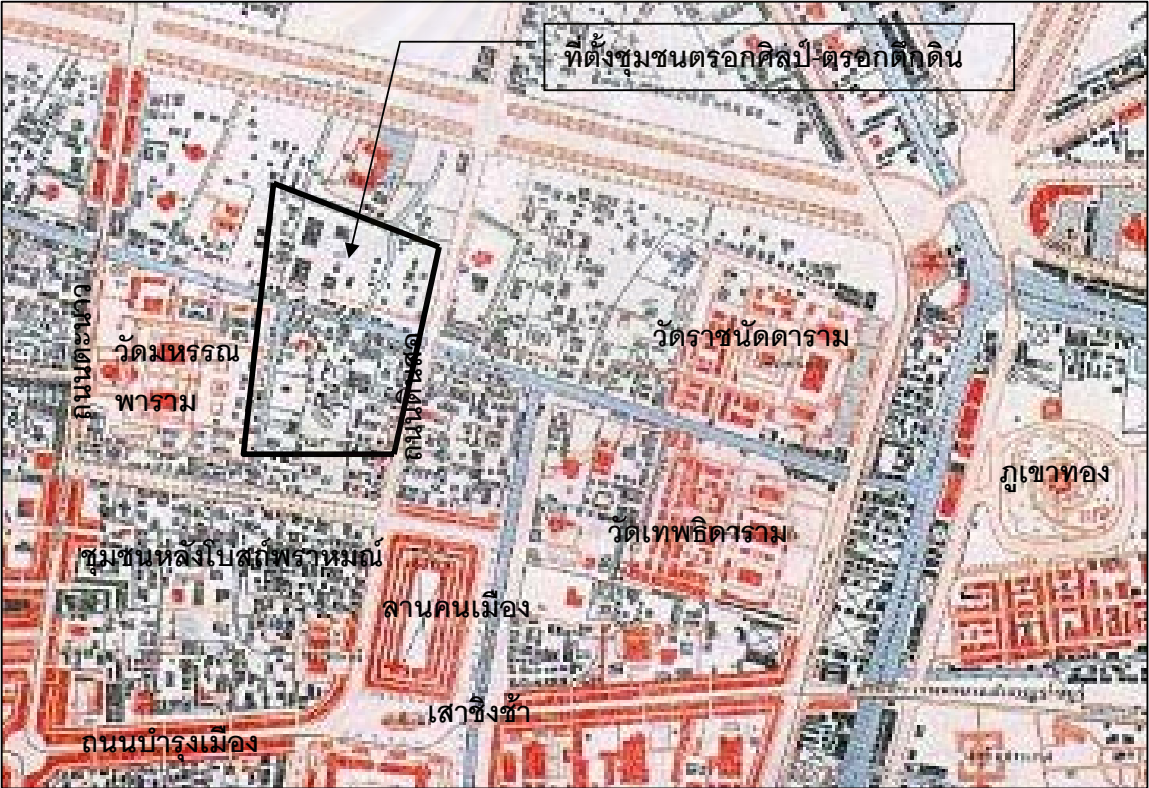 ที่ตั้งชุมชนตรอกศิลป์-ตรอกตึกดิน
ถนนตะนาว
วัดมหรรณ
พาราม
ถนนดินสอ
วัดราชนัดดาราม
ภูเขาทอง
วัดเทพธิดาราม
ชุมชนหลังโบสถ์พราหมณ์
ลานคนเมือง
เสาชิงช้า
ถนนบำรุงเมือง